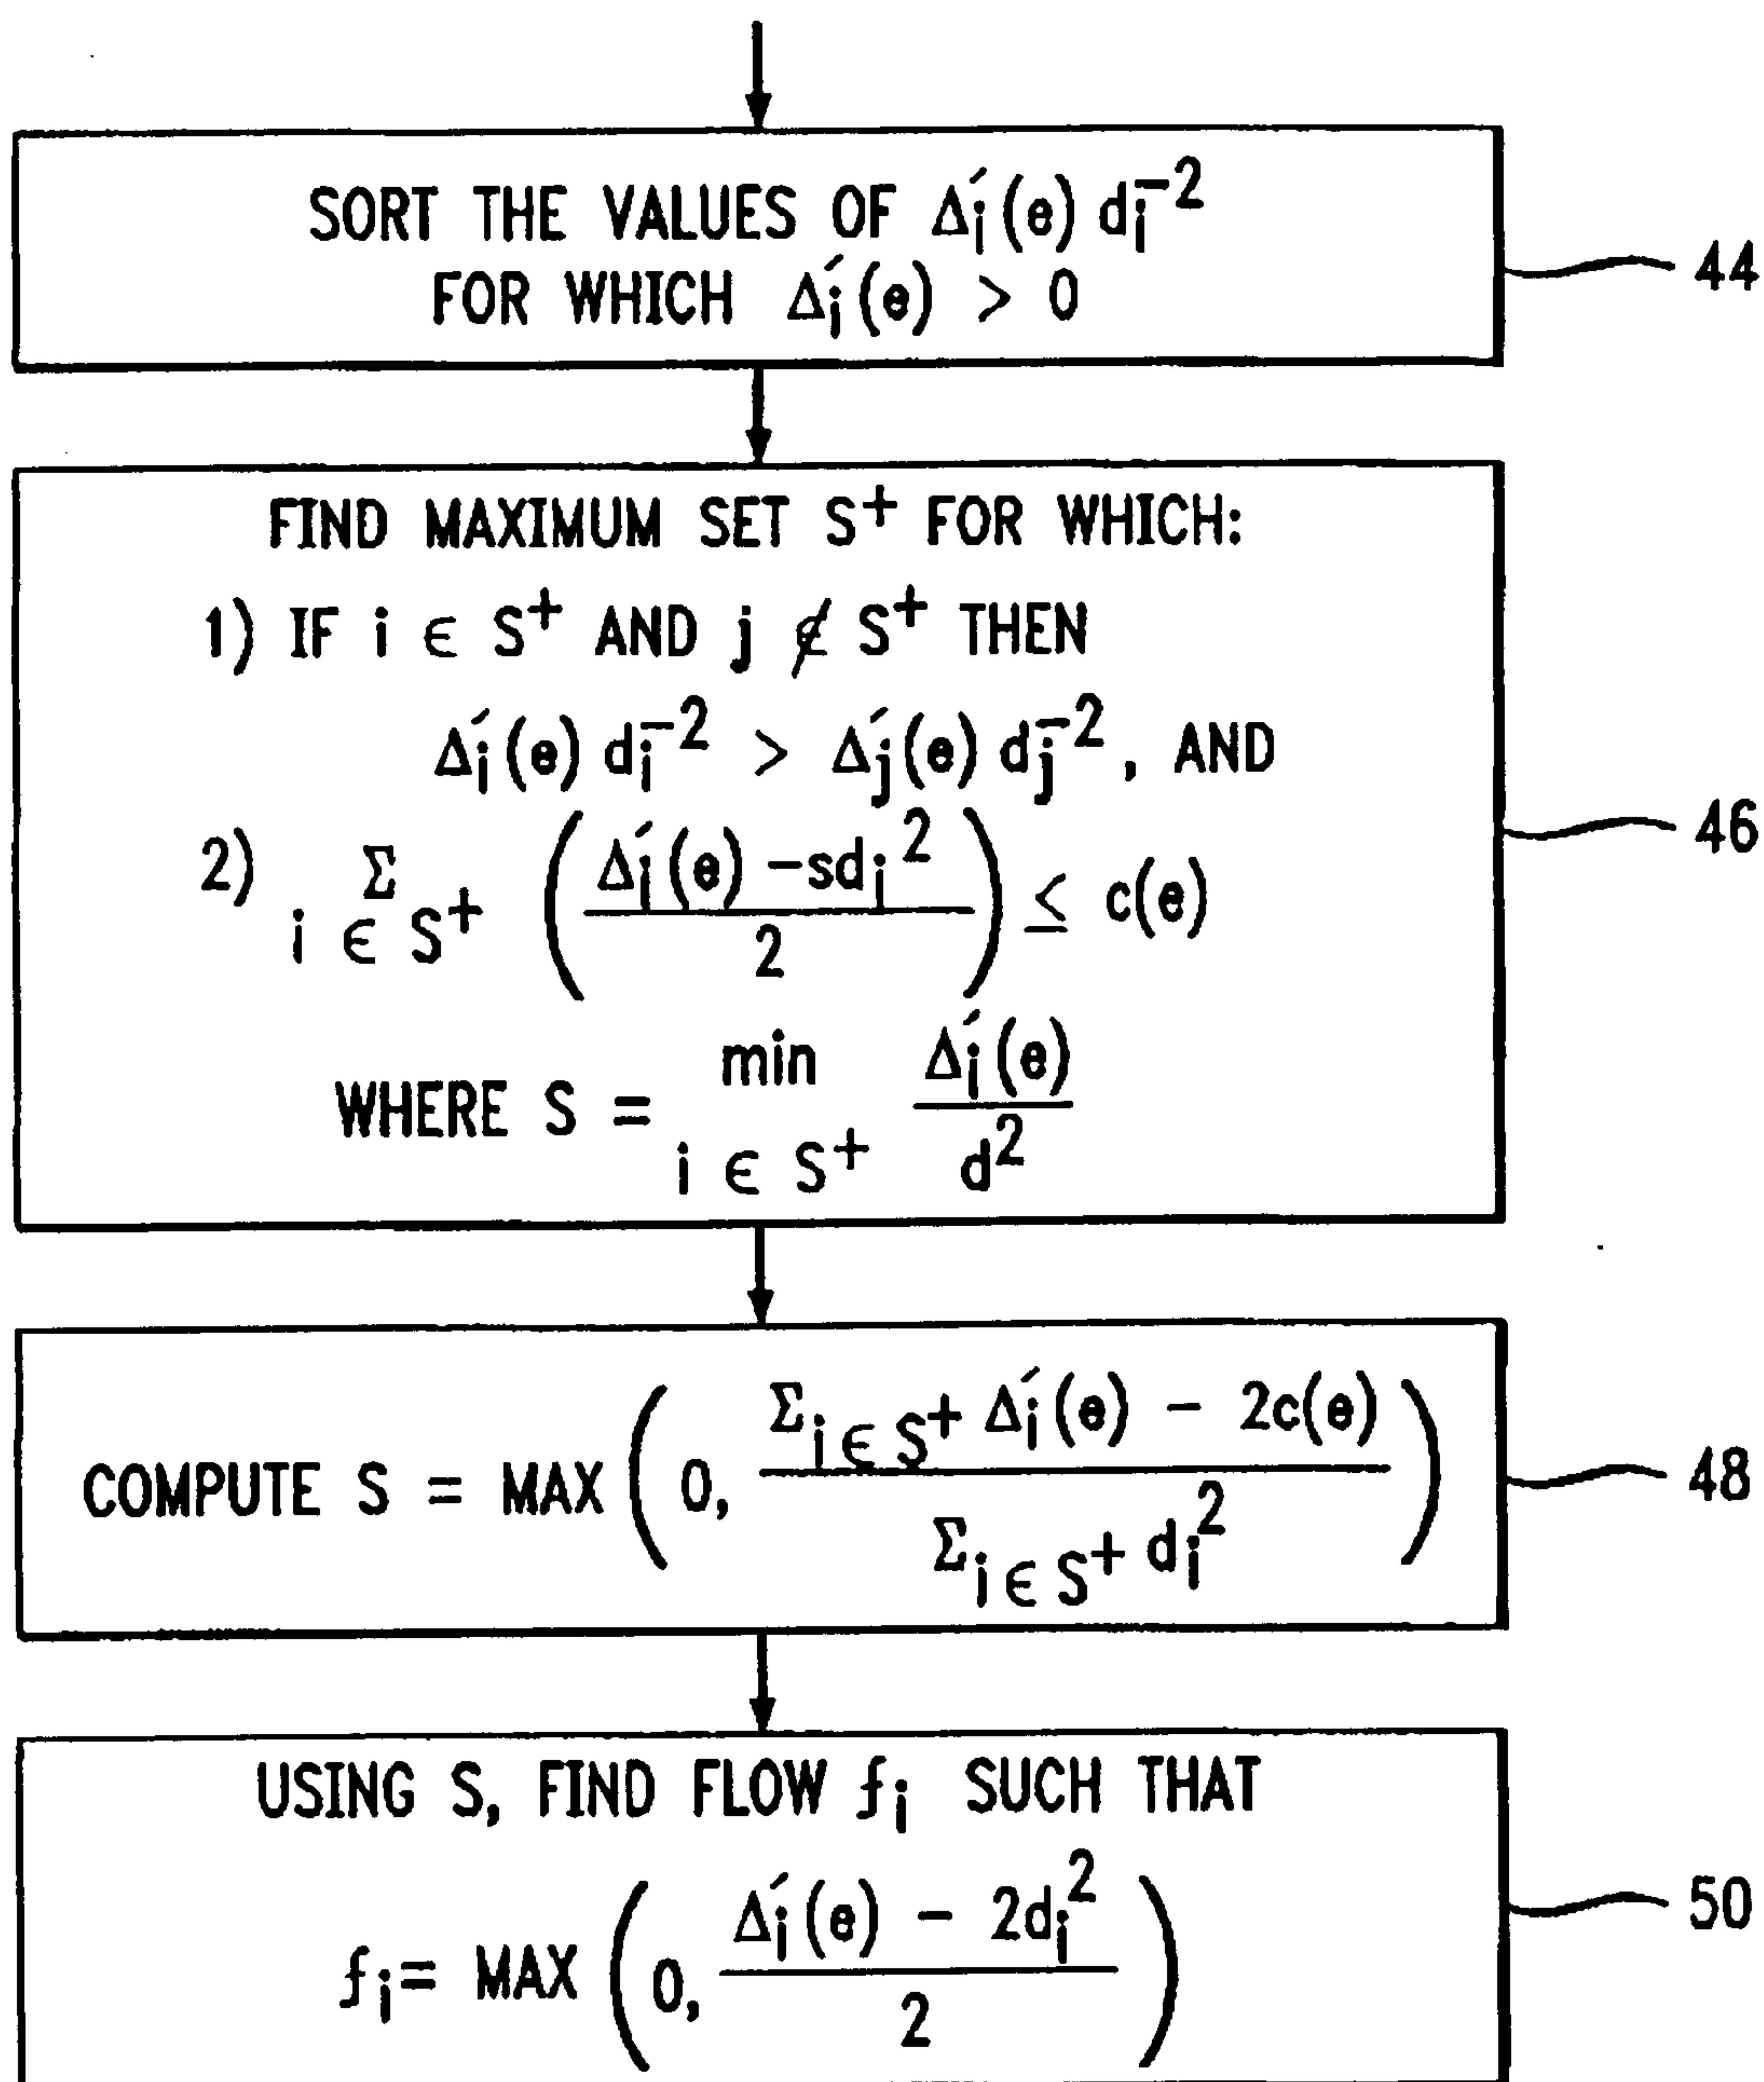 SORT THE VALUES OF Δ′i(e) di⁻²
FOR WHICH Δ′i(e) > 0
44
FIND MAXIMUM SET S⁺ FOR WHICH:
1) IF i ∈ S⁺ AND j ∉ S⁺ THEN
Δ′i(e) di⁻² > Δ′j(e) dj⁻², AND
2) Σ i ∈ S⁺ ( (Δ′i(e) − sdi²) / 2 ) ≤ c(e)
WHERE S = min i ∈ S⁺ Δ′i(e) / d²
46
COMPUTE S = MAX ( 0, (Σi ∈ S⁺ Δ′i(e) − 2c(e)) / (Σi ∈ S⁺ di²) )
48
USING S, FIND FLOW fi SUCH THAT
fi = MAX ( 0, (Δ′i(e) − 2di²) / 2 )
50